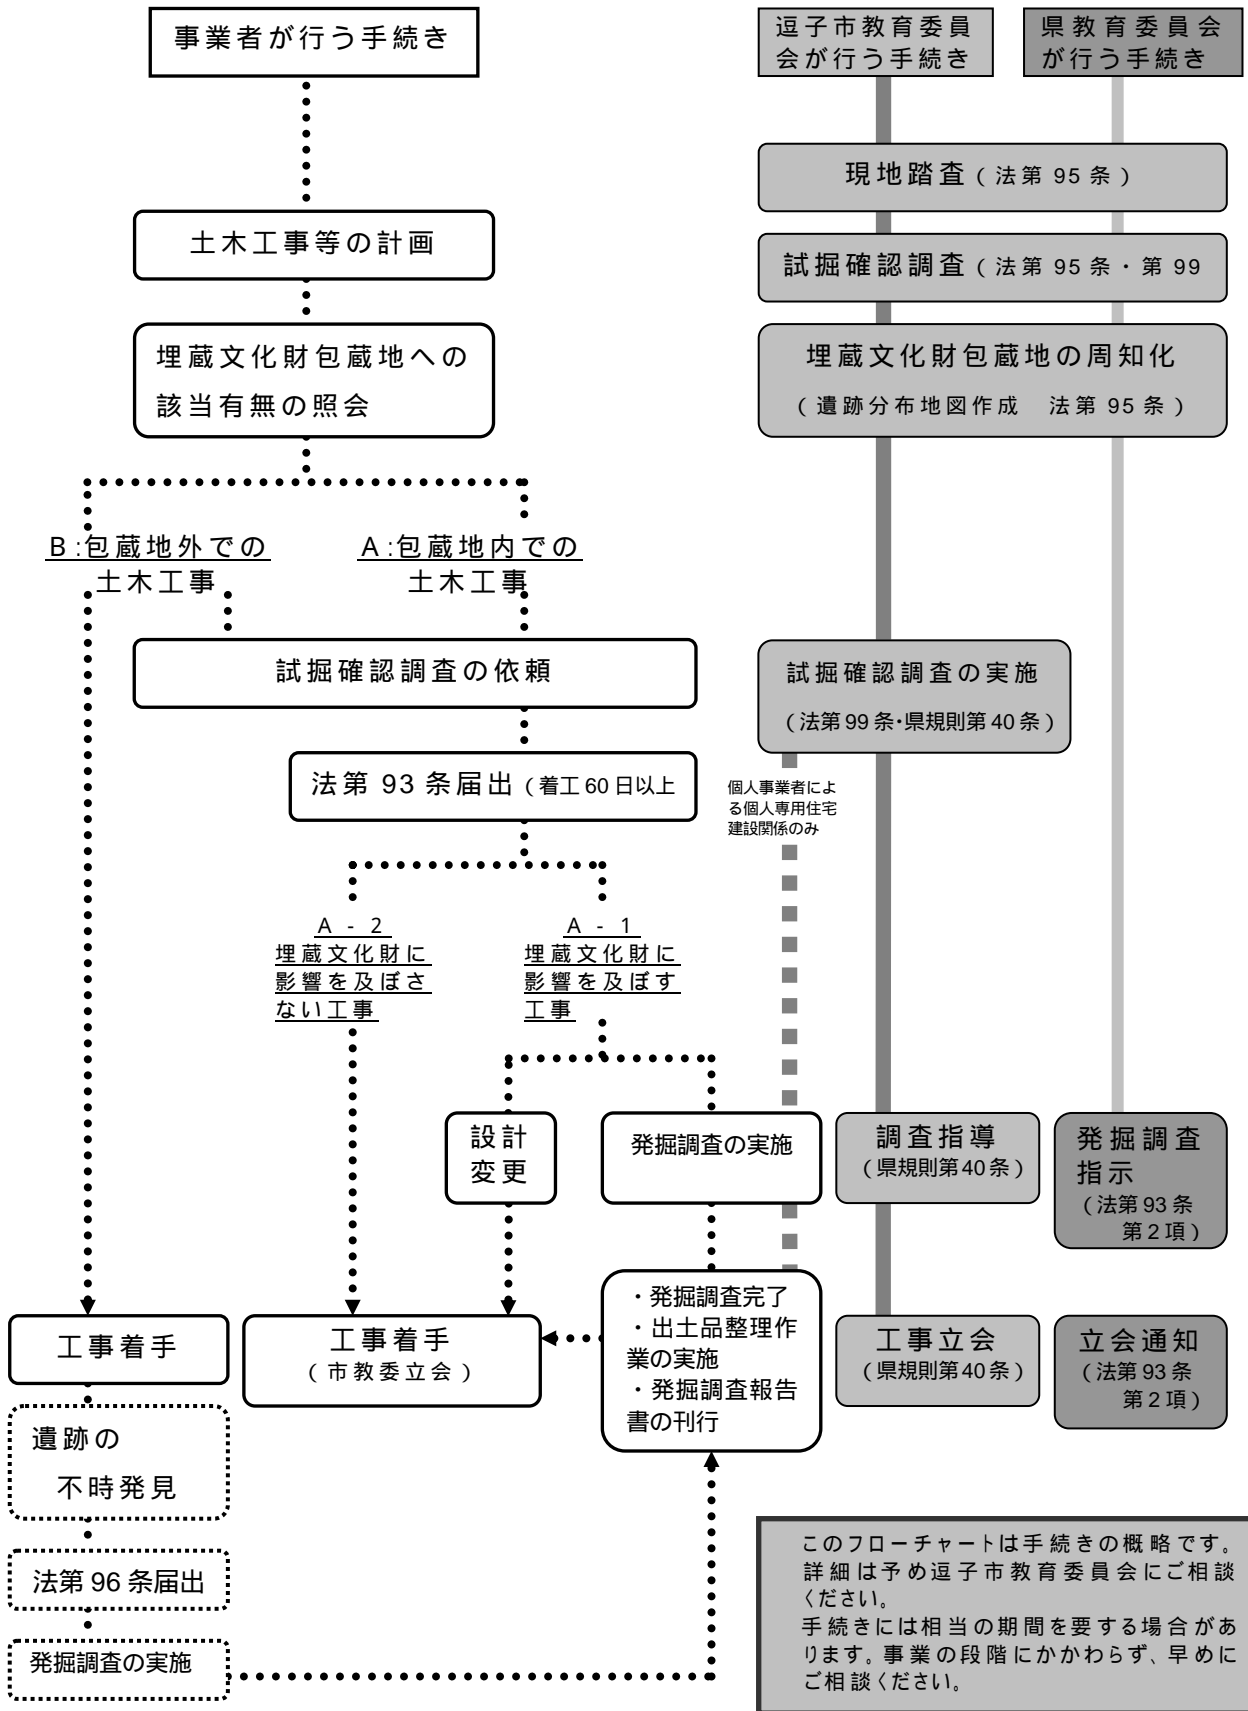 事業者が行う手続き
逗子市教育委員
会が行う手続き
県教育委員会
が行う手続き
現地踏査(法第95条)
土木工事等の計画
試掘確認調査(法第95条・第99
埋蔵文化財包蔵地への
該当有無の照会
埋蔵文化財包蔵地の周知化
(遺跡分布地図作成　法第95条)
B:包蔵地外での
土木工事
A:包蔵地内での
土木工事
試掘確認調査の依頼
試掘確認調査の実施
(法第99条・県規則第40条)
法第93条届出(着工60日以上
個人事業者によ
る個人専用住宅
建設関係のみ
A-2
埋蔵文化財に
影響を及ぼさ
ない工事
A-1
埋蔵文化財に
影響を及ぼす
工事
設計
変更
発掘調査の実施
調査指導
(県規則第40条)
発掘調査
指示
(法第93条
第2項)
工事着手
工事着手
(市教委立会)
・発掘調査完了
・出土品整理作
業の実施
・発掘調査報告
書の刊行
工事立会
(県規則第40条)
立会通知
(法第93条
第2項)
遺跡の
不時発見
法第96条届出
発掘調査の実施
このフローチャートは手続きの概略です。
詳細は予め逗子市教育委員会にご相談
ください。
手続きには相当の期間を要する場合があ
ります。事業の段階にかかわらず、早めに
ご相談ください。